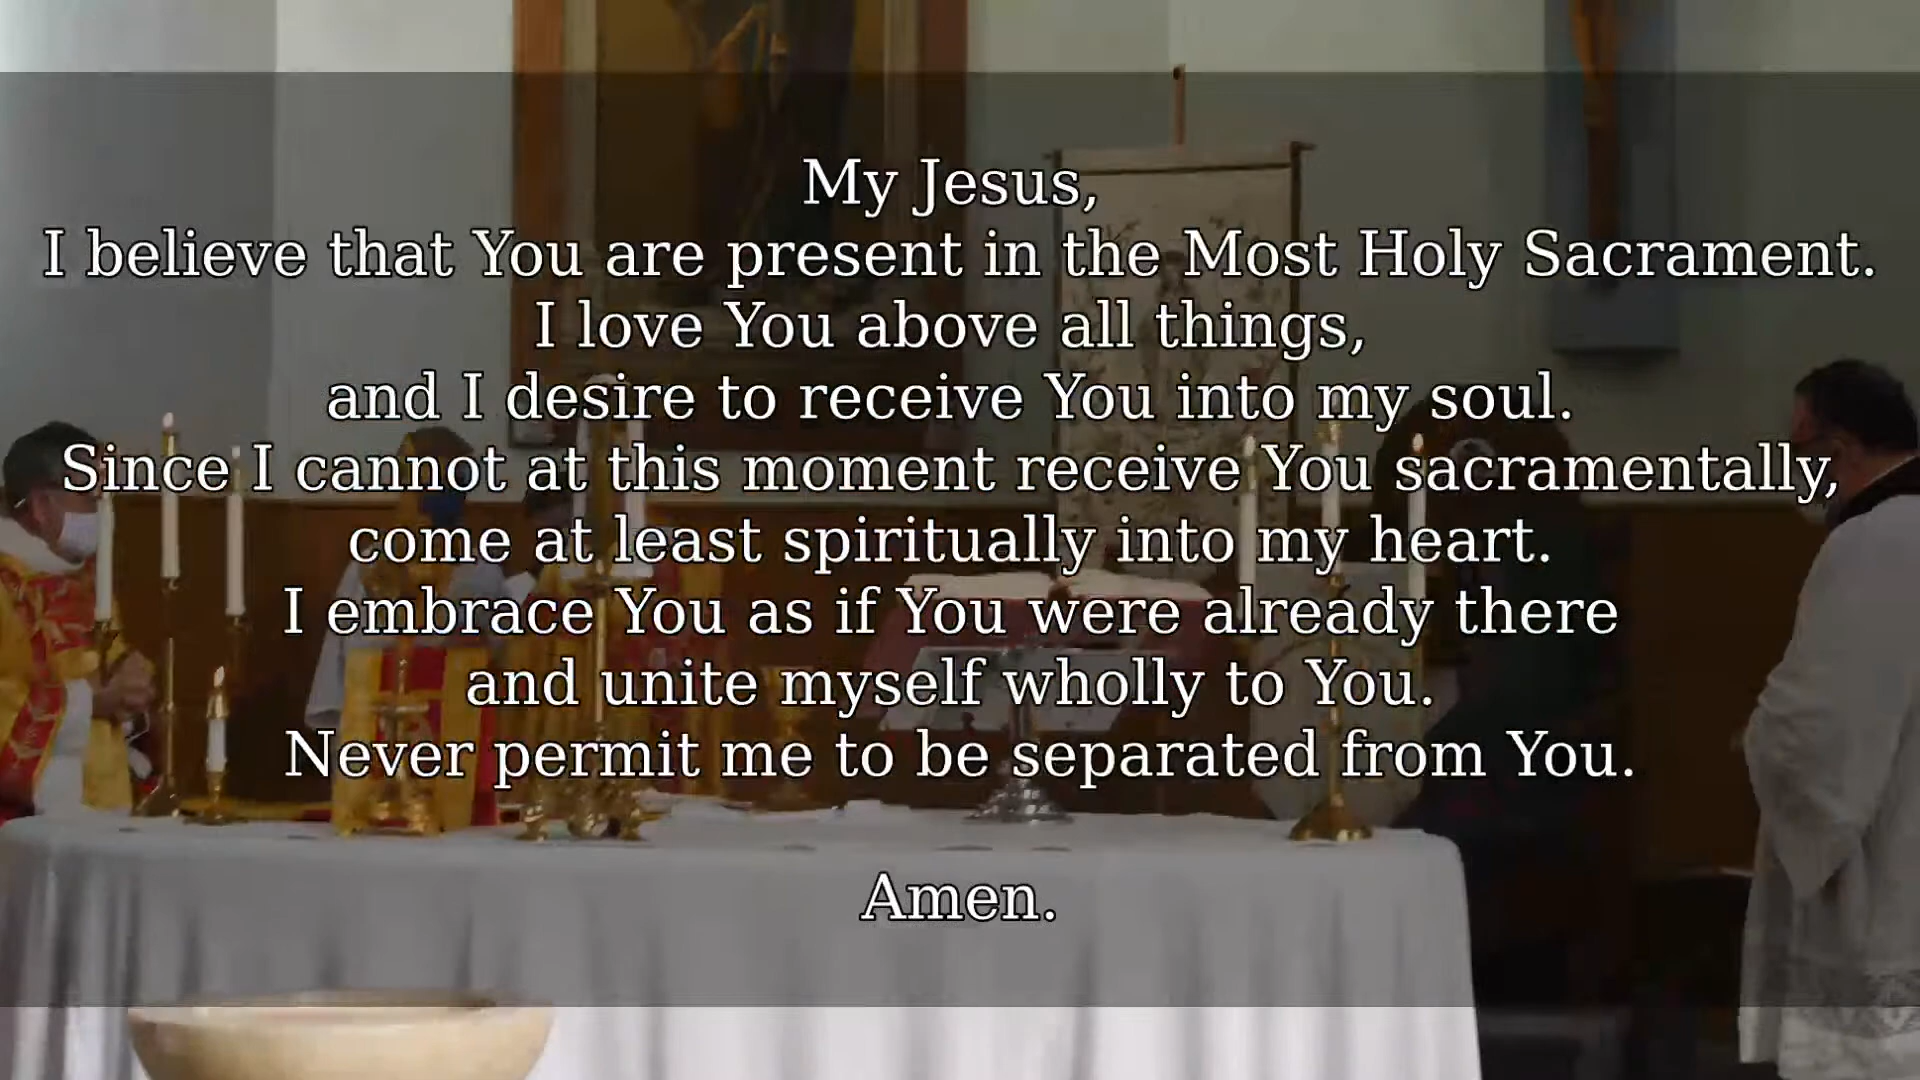 My Jesus,
I believe that You are present in the Most Holy Sacrament.
I love You above all things,
and I desire to receive You into my soul.
Since I cannot at this moment receive You sacramentally,
come at least spiritually into my heart.
I embrace You as if You were already there
and unite myself wholly to You.
Never permit me to be separated from You.
Amen.